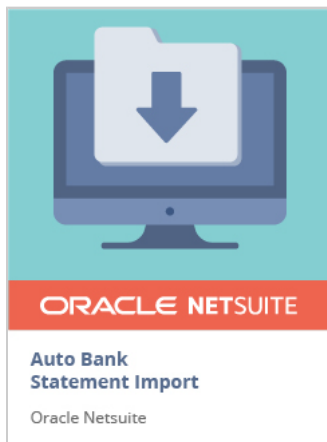 ORACLE NETSUITE
Auto Bank
Statement Import
Oracle Netsuite